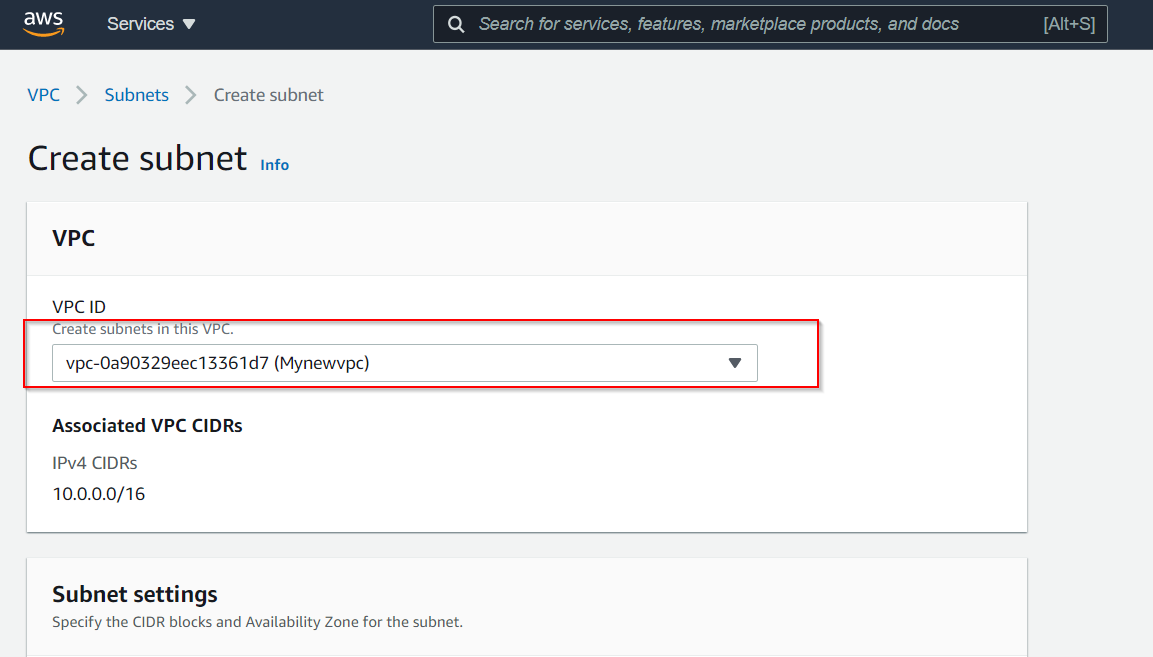 aws Services Search for services, features, marketplace products, and docs [Alt+S]
VPC Subnets Create subnet
Create subnet Info
VPC
VPC ID
Create subnets in this VPC.
vpc-0a90329eec13361d7 (Mynewvpc)
Associated VPC CIDRs
IPv4 CIDRs
10.0.0.0/16
Subnet settings
Specify the CIDR blocks and Availability Zone for the subnet.